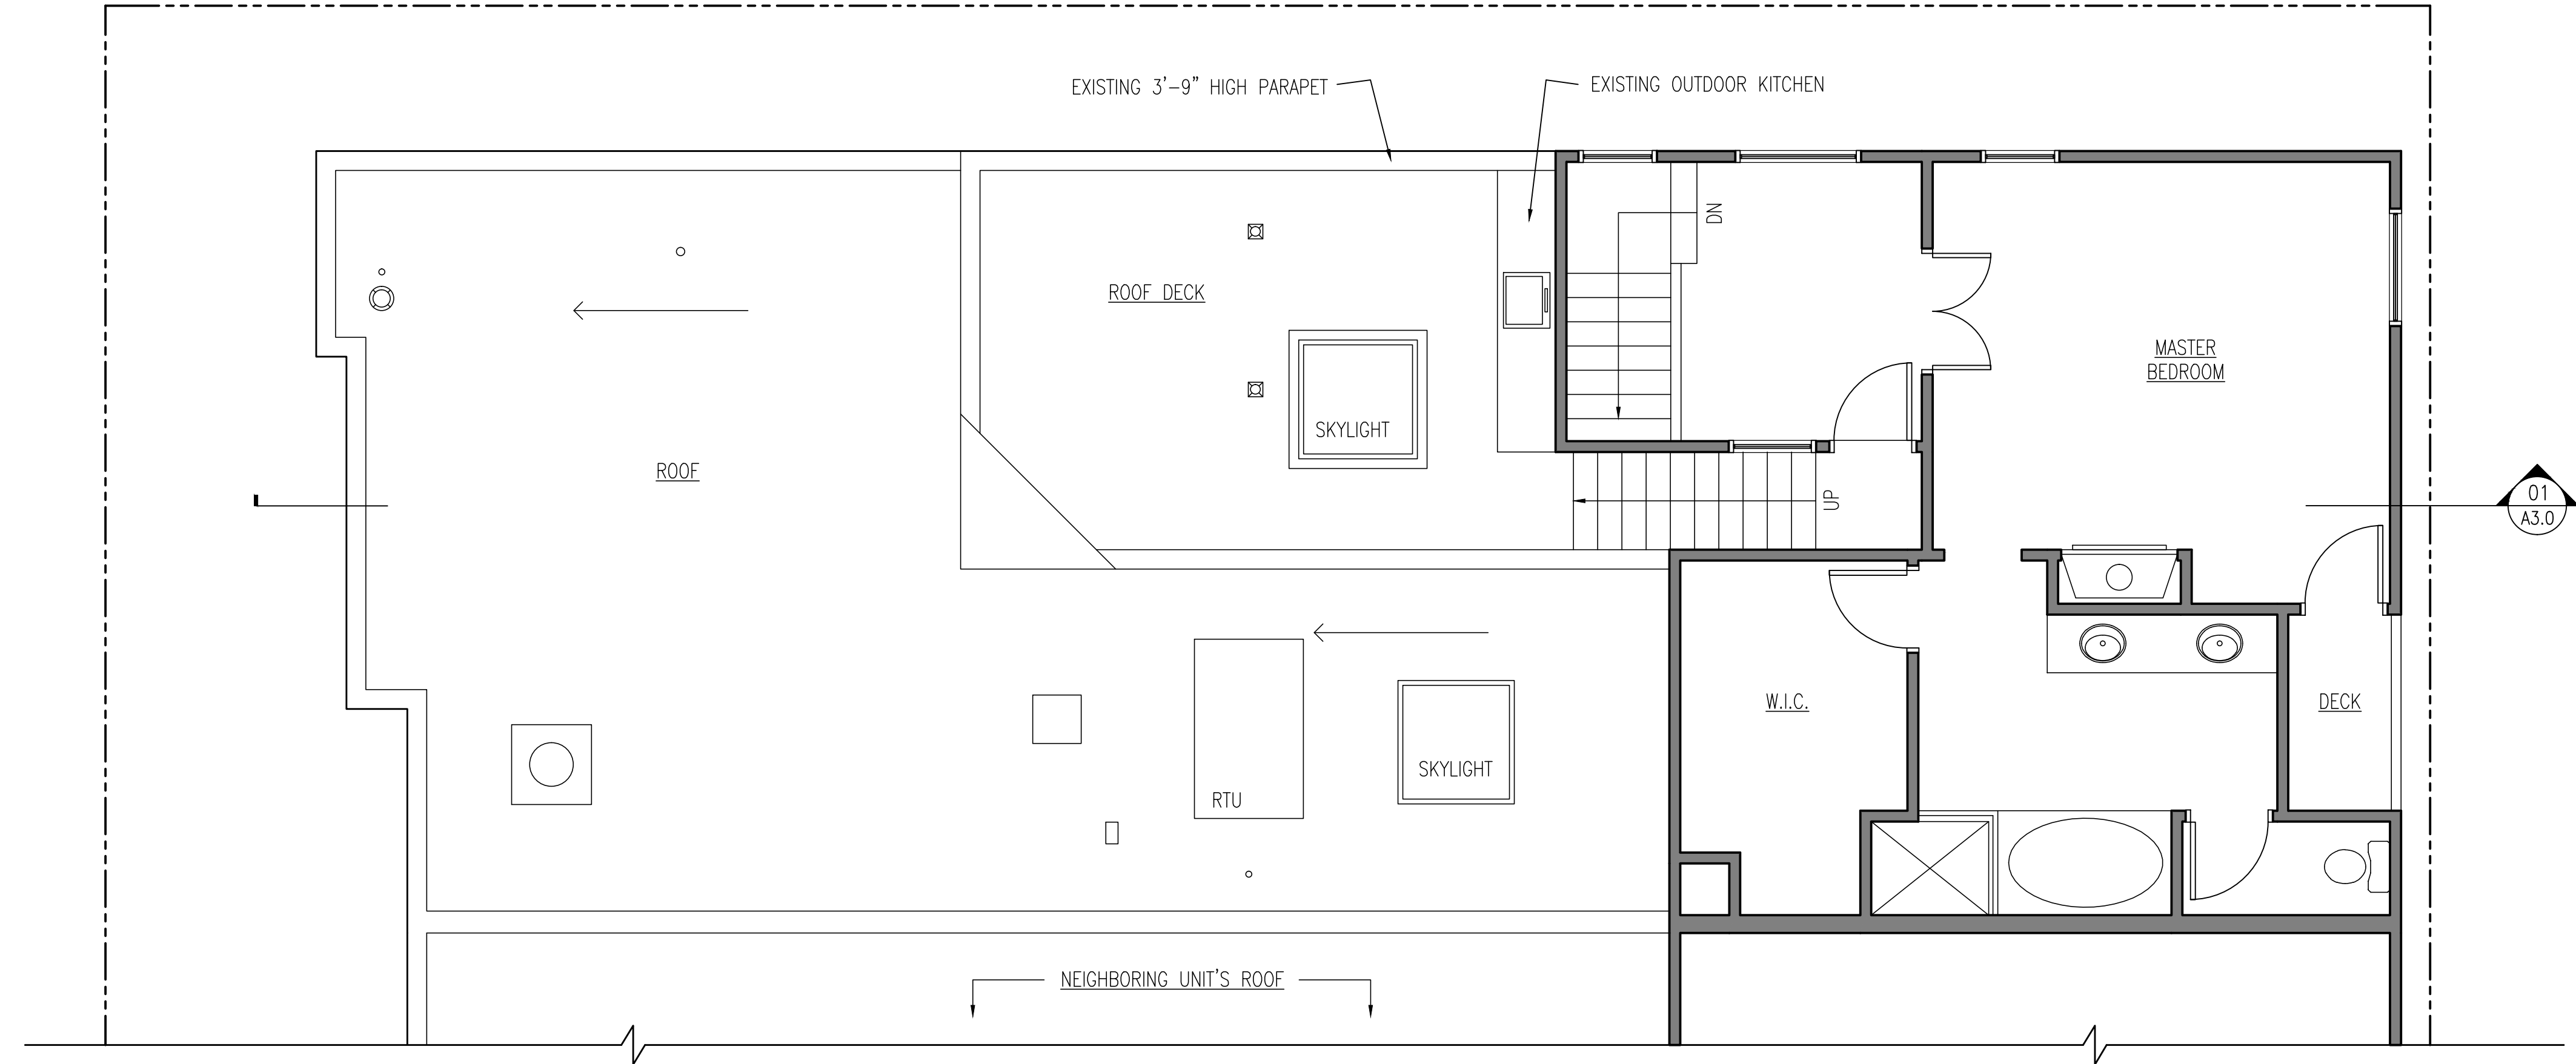 EXISTING 3'-9" HIGH PARAPET
EXISTING OUTDOOR KITCHEN
DN
ROOF DECK
MASTER
BEDROOM
SKYLIGHT
ROOF
UP
01
A3.0
W.I.C.
DECK
SKYLIGHT
RTU
NEIGHBORING UNIT'S ROOF